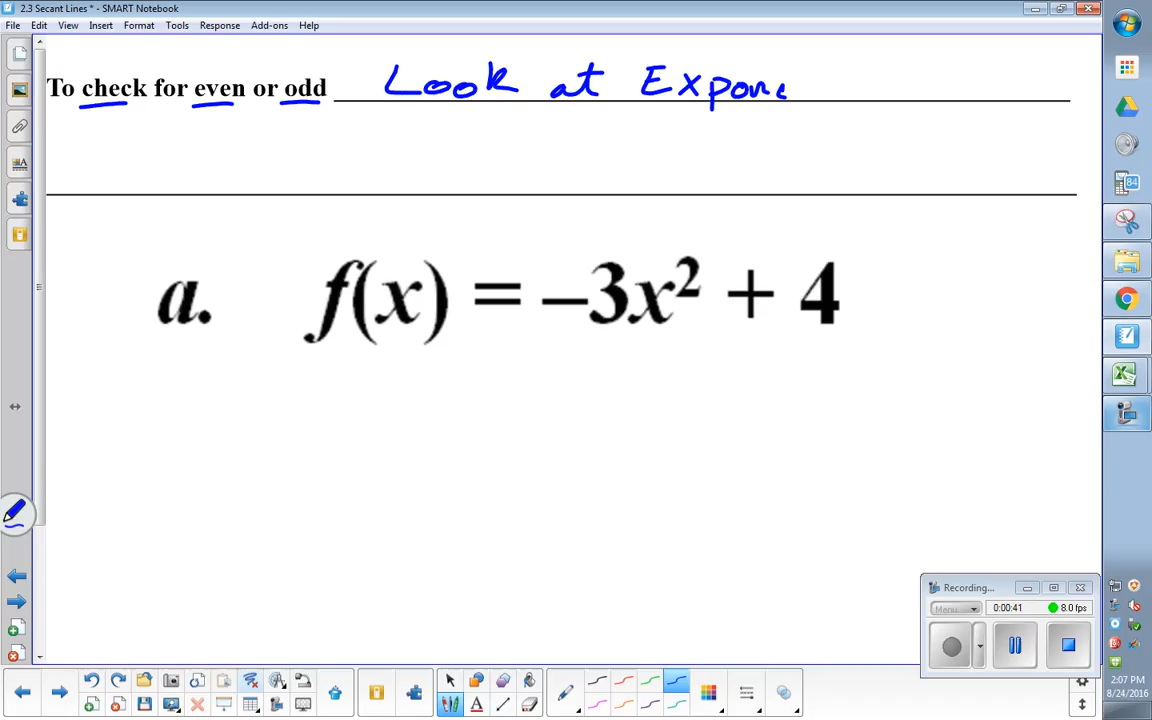 2.3 Secant Lines * - SMART Notebook
File Edit View Insert Format Tools Response Add-ons Help
To check for even or odd Look at Expone
a. f(x) = –3x² + 4
Recording...
Menu 0:00:41 8.0 fps
84
2:07 PM
8/24/2016